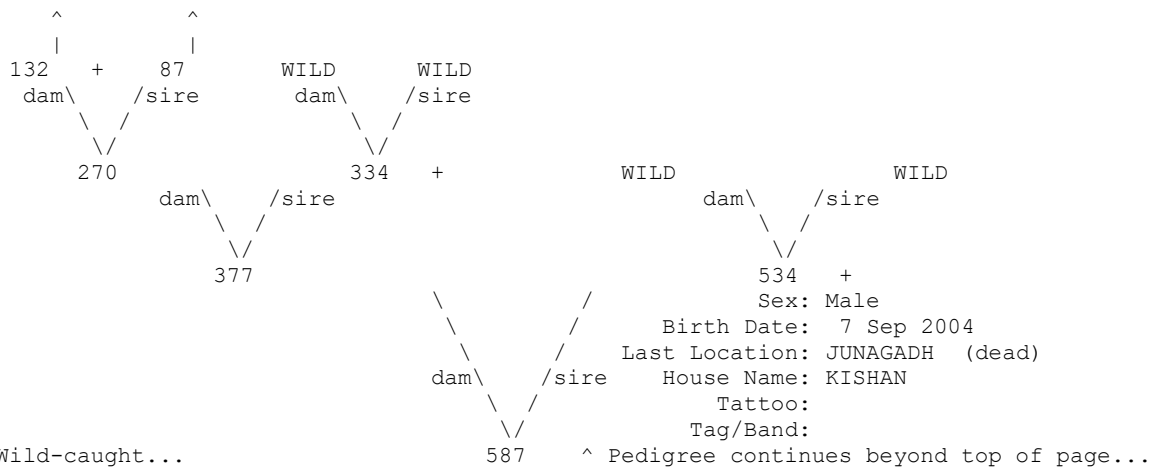 ^ ^
| |
132 + 87 WILD WILD
dam\ /sire dam\ /sire
\ / \ /
\/ \/
270 334 + WILD WILD
dam\ /sire dam\ /sire
\ / \ /
\/ \/
377 534 +
\ / Sex: Male
\ / Birth Date: 7 Sep 2004
\ / Last Location: JUNAGADH (dead)
dam\ /sire House Name: KISHAN
\ / Tattoo:
\/ Tag/Band:
Wild-caught... 587 ^ Pedigree continues beyond top of page...